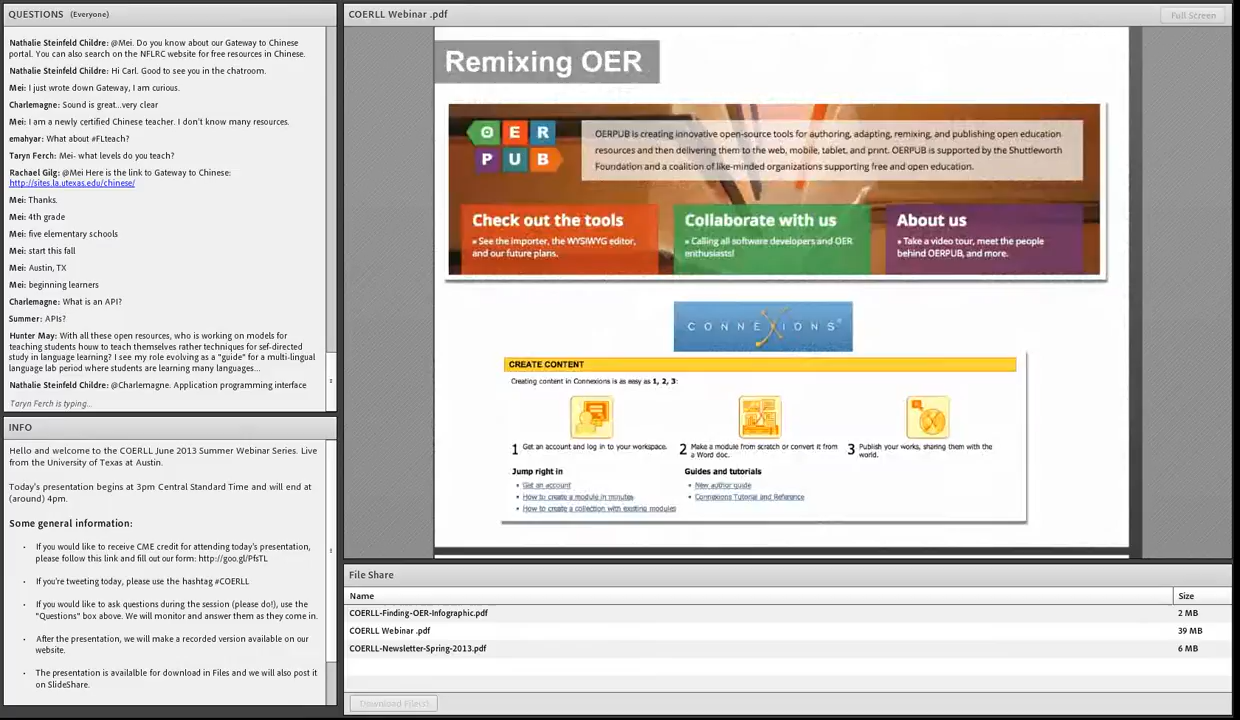 QUESTIONS (Everyone)
Nathalie Steinfeld Childre: @Mei. Do you know about our Gateway to Chinese
portal. You can also search on the NFLRC website for free resources in Chinese.
Nathalie Steinfeld Childre: Hi Carl. Good to see you in the chatroom.
Mei: I just wrote down Gateway, I am curious.
Charlemagne: Sound is great...very clear
Mei: I am a newly certified Chinese teacher. I don't know many resources.
emahyar: What about #FLteach?
Taryn Ferch: Mei- what levels do you teach?
Rachael Gilg: @Mei Here is the link to Gateway to Chinese:
http://sites.la.utexas.edu/chinese/
Mei: Thanks.
Mei: 4th grade
Mei: five elementary schools
Mei: start this fall
Mei: Austin, TX
Mei: beginning learners
Charlemagne: What is an API?
Summer: APIs?
Hunter May: With all these open resources, who is working on models for
teaching students houw to teach themselves rather techniques for sef-directed
study in language learning? I see my role evolving as a "guide" for a multi-lingual
language lab period where students are learning many languages...
Nathalie Steinfeld Childre: @Charlemagne. Application programming interface
Taryn Ferch is typing...
INFO
Hello and welcome to the COERLL June 2013 Summer Webinar Series. Live
from the University of Texas at Austin.
Today's presentation begins at 3pm Central Standard Time and will end at
(around) 4pm.
Some general information:
• If you would like to receive CME credit for attending today's presentation,
please follow this link and fill out our form: http://goo.gl/PfsTL
• If you're tweeting today, please use the hashtag #COERLL
• If you would like to ask questions during the session (please do!), use the
"Questions" box above. We will monitor and answer them as they come in.
• After the presentation, we will make a recorded version available on our
website.
• The presentation is available for download in Files and we will also post it
on SlideShare.
COERLL Webinar .pdf
Full Screen
Remixing OER
OER
PUB
OERPUB is creating innovative open-source tools for authoring, adapting, remixing, and publishing open education
resources and then delivering them to the web, mobile, tablet, and print. OERPUB is supported by the Shuttleworth
Foundation and a coalition of like-minded organizations supporting free and open education.
Check out the tools
» See the importer, the WYSIWYG editor,
and our future plans.
Collaborate with us
» Calling all software developers and OER
enthusiasts!
About us
» Take a video tour, meet the people
behind OERPUB, and more.
CONNEXIONS®
CREATE CONTENT
Creating content in Connexions is as easy as 1, 2, 3:
1 Get an account and log in to your workspace.
2 Make a module from scratch or convert it from
a Word doc.
3 Publish your works, sharing them with the
world.
Jump right in
• Get an account
• How to create a module in minutes
• How to create a collection with existing modules
Guides and tutorials
• New author guide
• Connexions Tutorial and Reference
File Share
Name Size
COERLL-Finding-OER-Infographic.pdf 2 MB
COERLL Webinar .pdf 39 MB
COERLL-Newsletter-Spring-2013.pdf 6 MB
Download File(s)